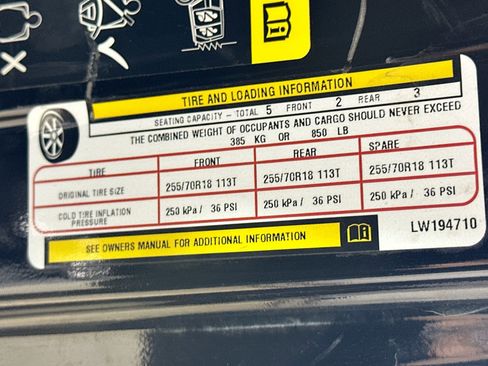 TIRE AND LOADING INFORMATION
SEATING CAPACITY - TOTAL 5 FRONT 2 REAR 3
THE COMBINED WEIGHT OF OCCUPANTS AND CARGO SHOULD NEVER EXCEED
385 KG OR 850 LB
TIRE FRONT REAR SPARE
ORIGINAL TIRE SIZE 255/70R18 113T 255/70R18 113T 255/70R18 113T
COLD TIRE INFLATION PRESSURE 250 kPa / 36 PSI 250 kPa / 36 PSI 250 kPa / 36 PSI
SEE OWNERS MANUAL FOR ADDITIONAL INFORMATION
LW194710